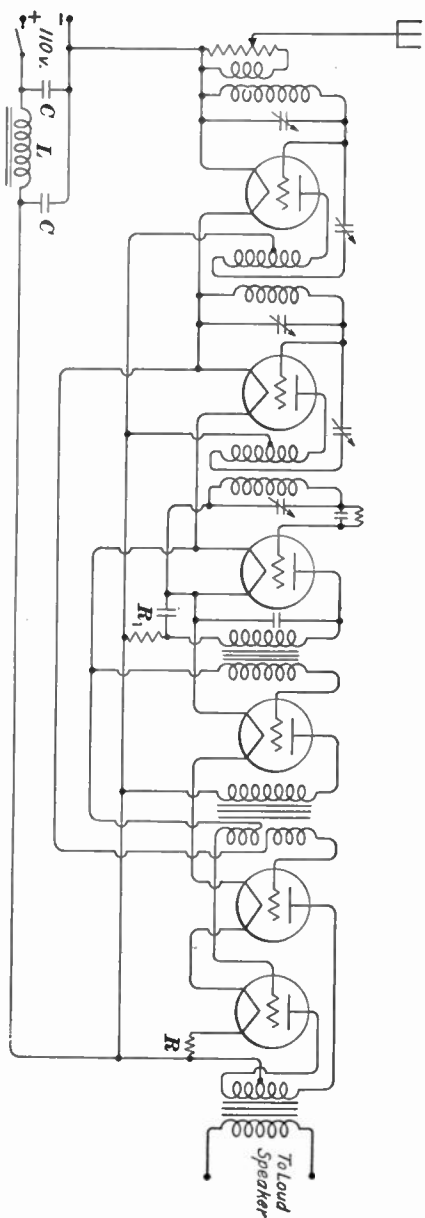 + −
110 v.
C L C
R₁
R
To Loud
Speaker